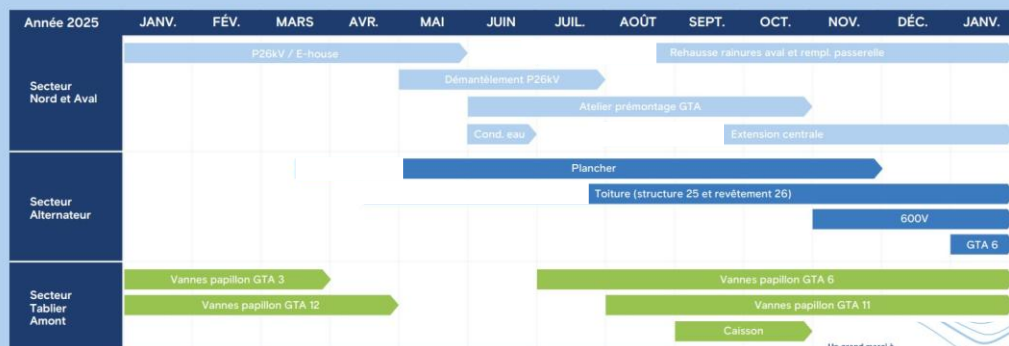 Année 2025 JANV. FÉV. MARS AVR. MAI JUIN JUIL. AOÛT SEPT. OCT. NOV. DÉC. JANV.
Secteur
Nord et Aval
P26kV / E-house
Rehausse rainures aval et rempl. passerelle
Démantèlement P26kV
Atelier prémontage GTA
Cond. eau
Extension centrale
Secteur
Alternateur
Plancher
Toiture (structure 25 et revêtement 26)
600V
GTA 6
Secteur
Tablier
Amont
Vannes papillon GTA 3
Vannes papillon GTA 6
Vannes papillon GTA 12
Vannes papillon GTA 11
Caisson
Un grand merci à